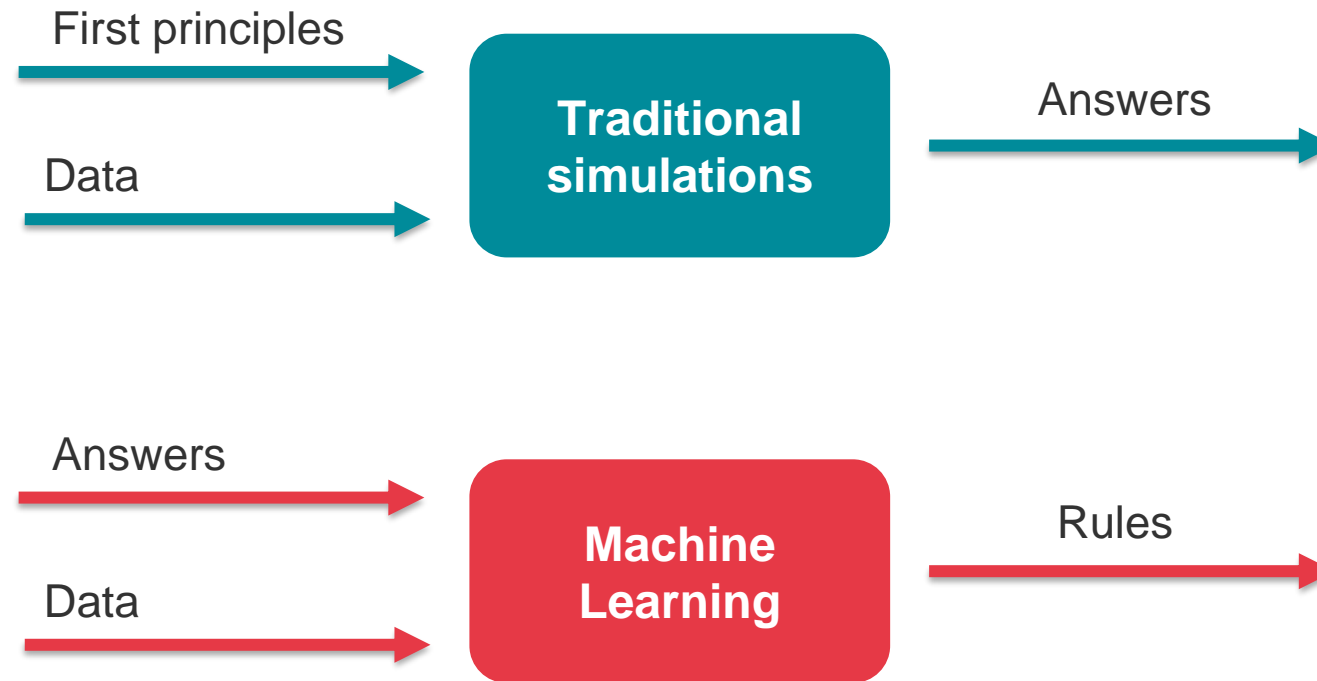 First principles
Data
Traditional
simulations
Answers
Answers
Data
Machine
Learning
Rules